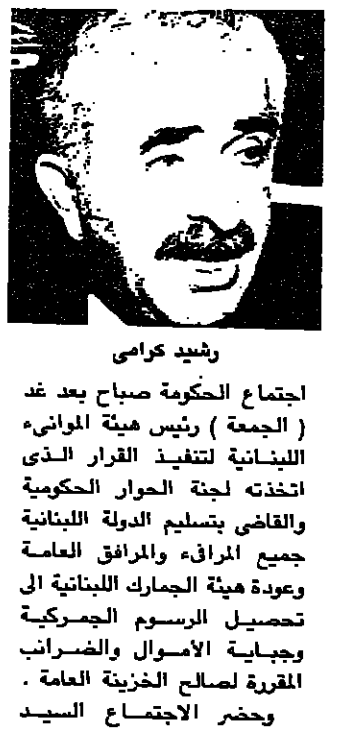 رشيد كرامى
اجتماع الحكومة صباح بعد غد
( الجمعة ) رئيس هيئة الموانىء
اللبنانية لتنفيذ القرار الذى
اتخذته لجنة الحوار الحكومية
والقاضى بتسليم الدولة اللبنانية
جميع المرافىء والمرافق العامة
وعودة هيئة الجمارك اللبنانية الى
تحصيل الرسوم الجمركية
وجباية الأموال والضرائب
المقررة لصالح الخزينة العامة .
وحضر الاجتماع السيد